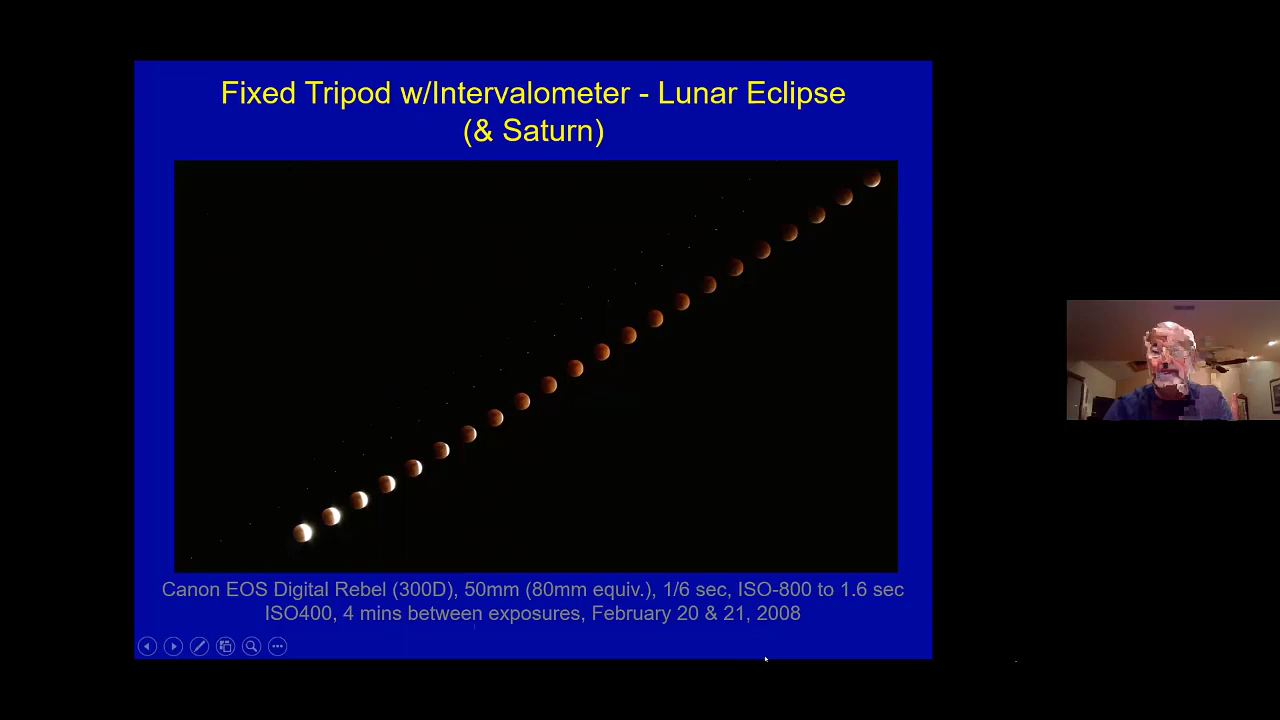 Fixed Tripod w/Intervalometer - Lunar Eclipse
(& Saturn)
Canon EOS Digital Rebel (300D), 50mm (80mm equiv.), 1/6 sec, ISO-800 to 1.6 sec
ISO400, 4 mins between exposures, February 20 & 21, 2008